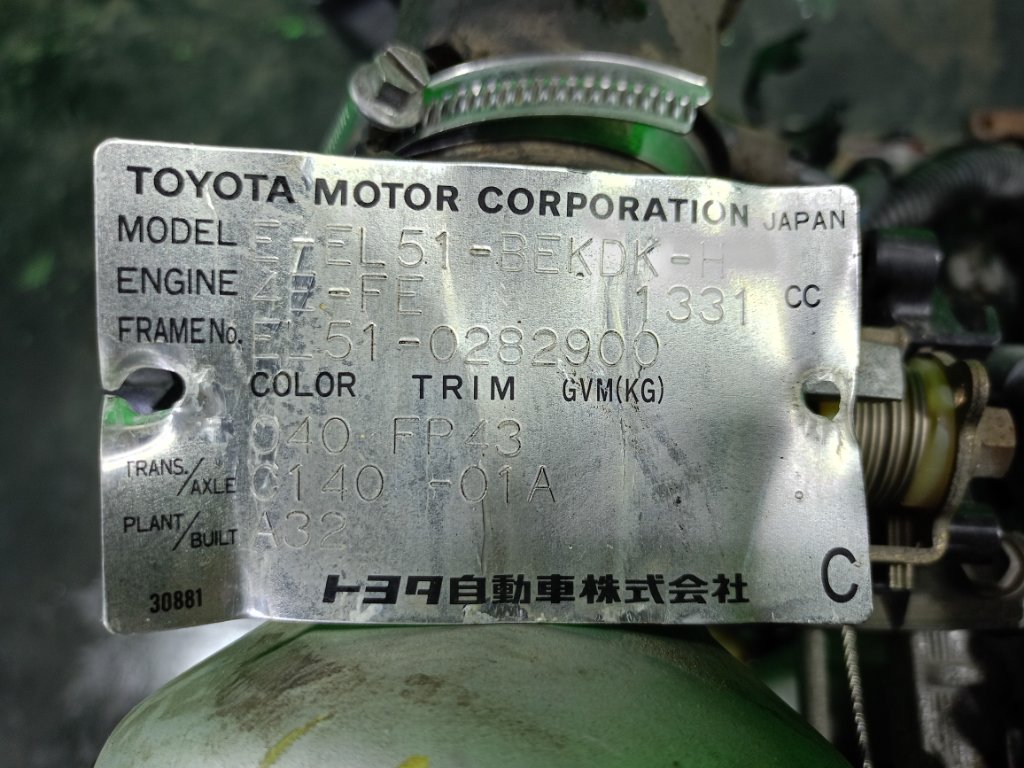 TOYOTA MOTOR CORPORATION JAPAN
MODEL E-EL51-BEKDK-H
ENGINE 4E-FE 1331 CC
FRAME No. EL51-0282900
COLOR TRIM GVM(KG)
040 FP43
TRANS./AXLE C140 -01A
PLANT/BUILT A32
トヨタ自動車株式会社
30881
C